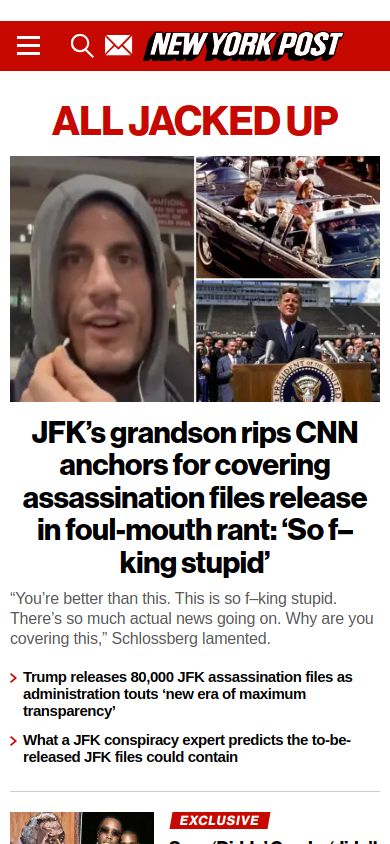 NEW YORK POST
ALL JACKED UP
CAUTION:
JFK’s grandson rips CNN
anchors for covering
assassination files release
in foul-mouth rant: ‘So f–
king stupid’
“You’re better than this. This is so f–king stupid.
There’s so much actual news going on. Why are you
covering this,” Schlossberg lamented.
Trump releases 80,000 JFK assassination files as
administration touts ‘new era of maximum
transparency’
What a JFK conspiracy expert predicts the to-be-
released JFK files could contain
EXCLUSIVE